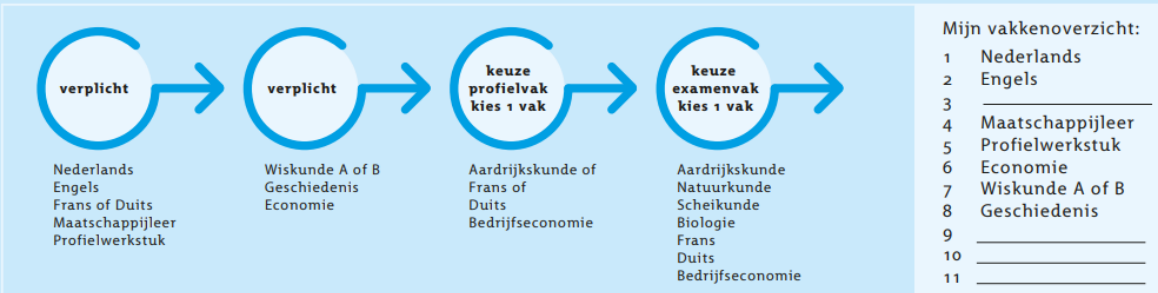 verplicht
Nederlands
Engels
Frans of Duits
Maatschappijleer
Profielwerkstuk
verplicht
Wiskunde A of B
Geschiedenis
Economie
keuze
profielvak
kies 1 vak
Aardrijkskunde of
Frans of
Duits
Bedrijfseconomie
keuze
examenvak
kies 1 vak
Aardrijkskunde
Natuurkunde
Scheikunde
Biologie
Frans
Duits
Bedrijfseconomie
Mijn vakkenoverzicht:
1 Nederlands
2 Engels
3
4 Maatschappijleer
5 Profielwerkstuk
6 Economie
7 Wiskunde A of B
8 Geschiedenis
9
10
11